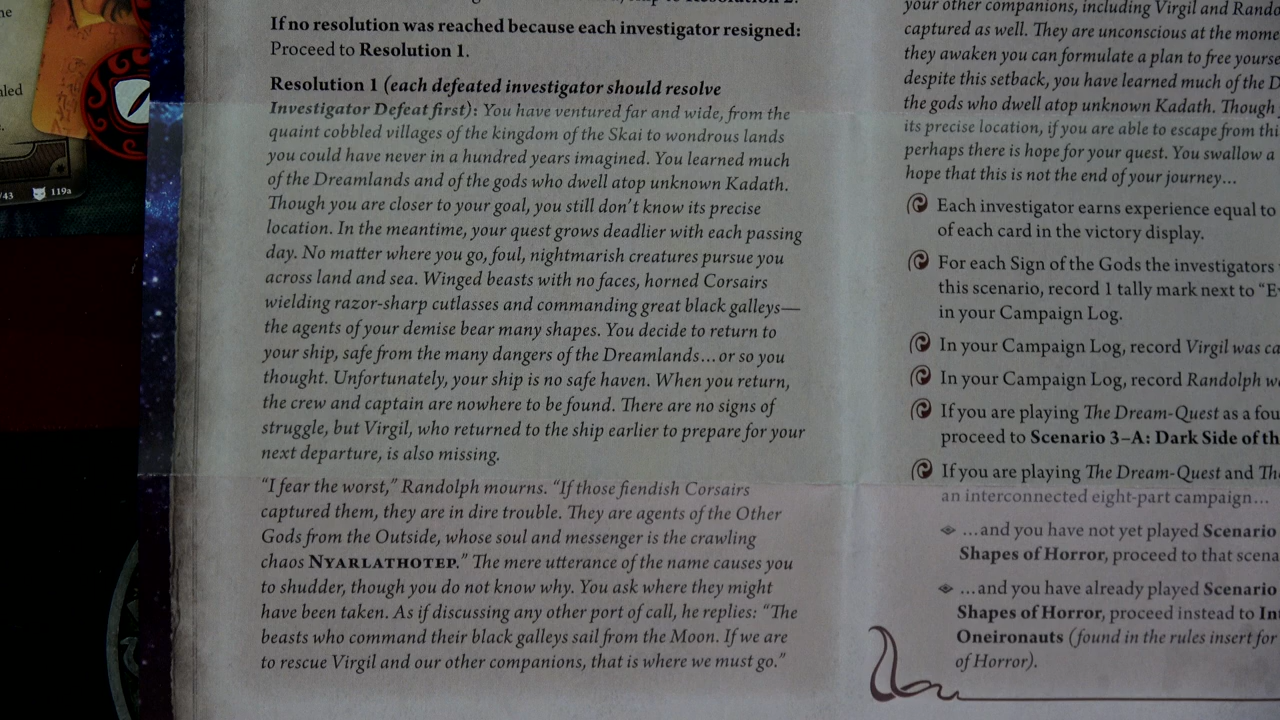 If no resolution was reached because each investigator resigned:
Proceed to Resolution 1.
Resolution 1 (each defeated investigator should resolve
Investigator Defeat first): You have ventured far and wide, from the
quaint cobbled villages of the kingdom of the Skai to wondrous lands
you could have never in a hundred years imagined. You learned much
of the Dreamlands and of the gods who dwell atop unknown Kadath.
Though you are closer to your goal, you still don't know its precise
location. In the meantime, your quest grows deadlier with each passing
day. No matter where you go, foul, nightmarish creatures pursue you
across land and sea. Winged beasts with no faces, horned Corsairs
wielding razor-sharp cutlasses and commanding great black galleys—
the agents of your demise bear many shapes. You decide to return to
your ship, safe from the many dangers of the Dreamlands…or so you
thought. Unfortunately, your ship is no safe haven. When you return,
the crew and captain are nowhere to be found. There are no signs of
struggle, but Virgil, who returned to the ship earlier to prepare for your
next departure, is also missing.
"I fear the worst," Randolph mourns. "If those fiendish Corsairs
captured them, they are in dire trouble. They are agents of the Other
Gods from the Outside, whose soul and messenger is the crawling
chaos NYARLATHOTEP." The mere utterance of the name causes you
to shudder, though you do not know why. You ask where they might
have been taken. As if discussing any other port of call, he replies: "The
beasts who command their black galleys sail from the Moon. If we are
to rescue Virgil and our other companions, that is where we must go."
your other companions, including Virgil and Rando
captured as well. They are unconscious at the mome
they awaken you can formulate a plan to free yourse
despite this setback, you have learned much of the D
the gods who dwell atop unknown Kadath. Though
its precise location, if you are able to escape from thi
perhaps there is hope for your quest. You swallow a
hope that this is not the end of your journey…
Each investigator earns experience equal to
of each card in the victory display.
For each Sign of the Gods the investigators
this scenario, record 1 tally mark next to "E
in your Campaign Log.
In your Campaign Log, record Virgil was ca
In your Campaign Log, record Randolph w
If you are playing The Dream-Quest as a fou
proceed to Scenario 3–A: Dark Side of th
If you are playing The Dream-Quest and The
an interconnected eight-part campaign…
…and you have not yet played Scenario
Shapes of Horror, proceed to that scena
…and you have already played Scenario
Shapes of Horror, proceed instead to In
Oneironauts (found in the rules insert for
of Horror).
/43 119a